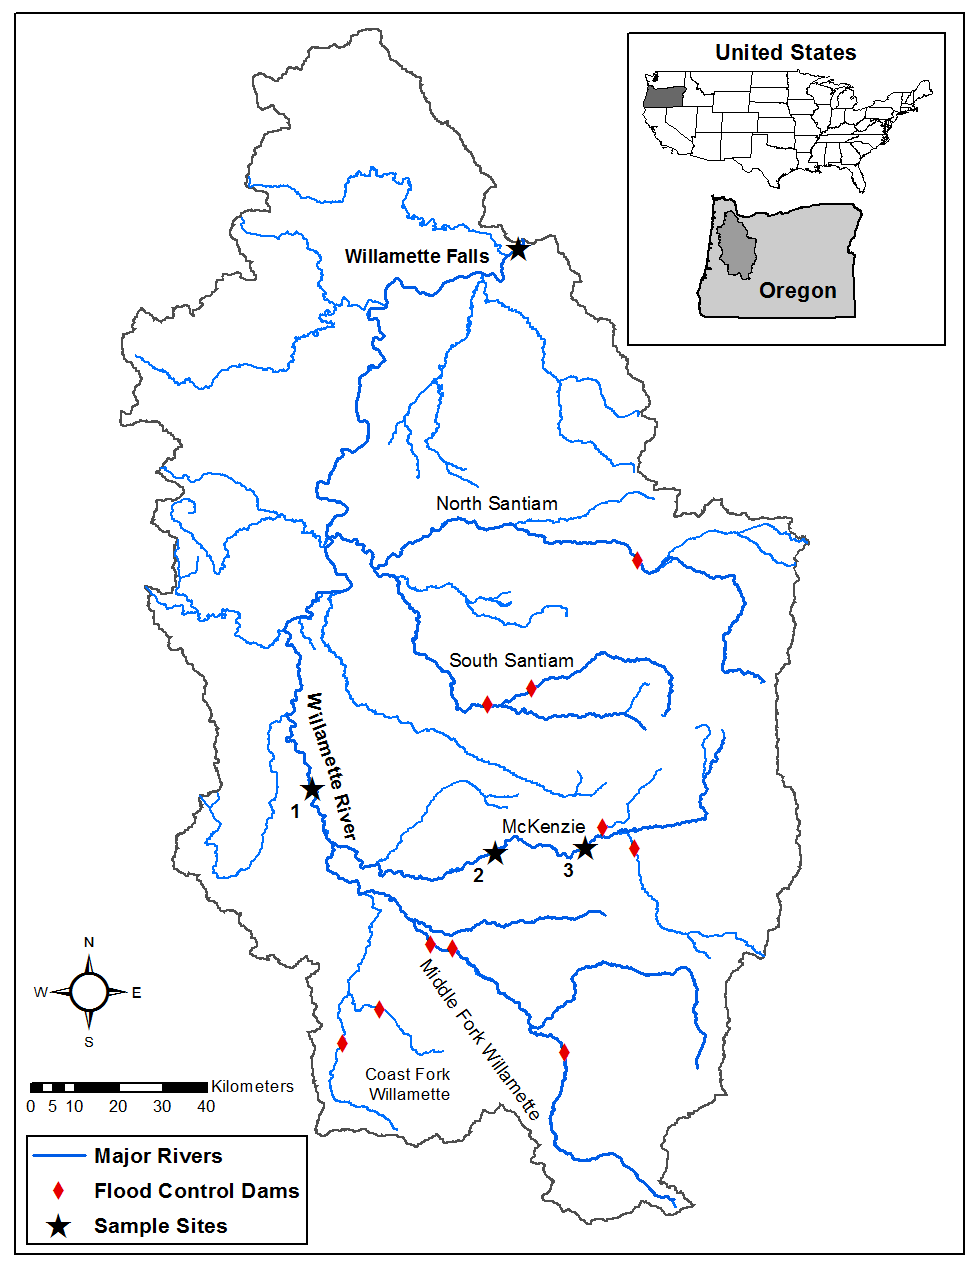 United States
Oregon
Willamette Falls
North Santiam
South Santiam
Willamette River
1
McKenzie
2
3
Middle Fork Willamette
Coast Fork
Willamette
N
W
E
S
Kilometers
0 5 10 20 30 40
Major Rivers
Flood Control Dams
Sample Sites